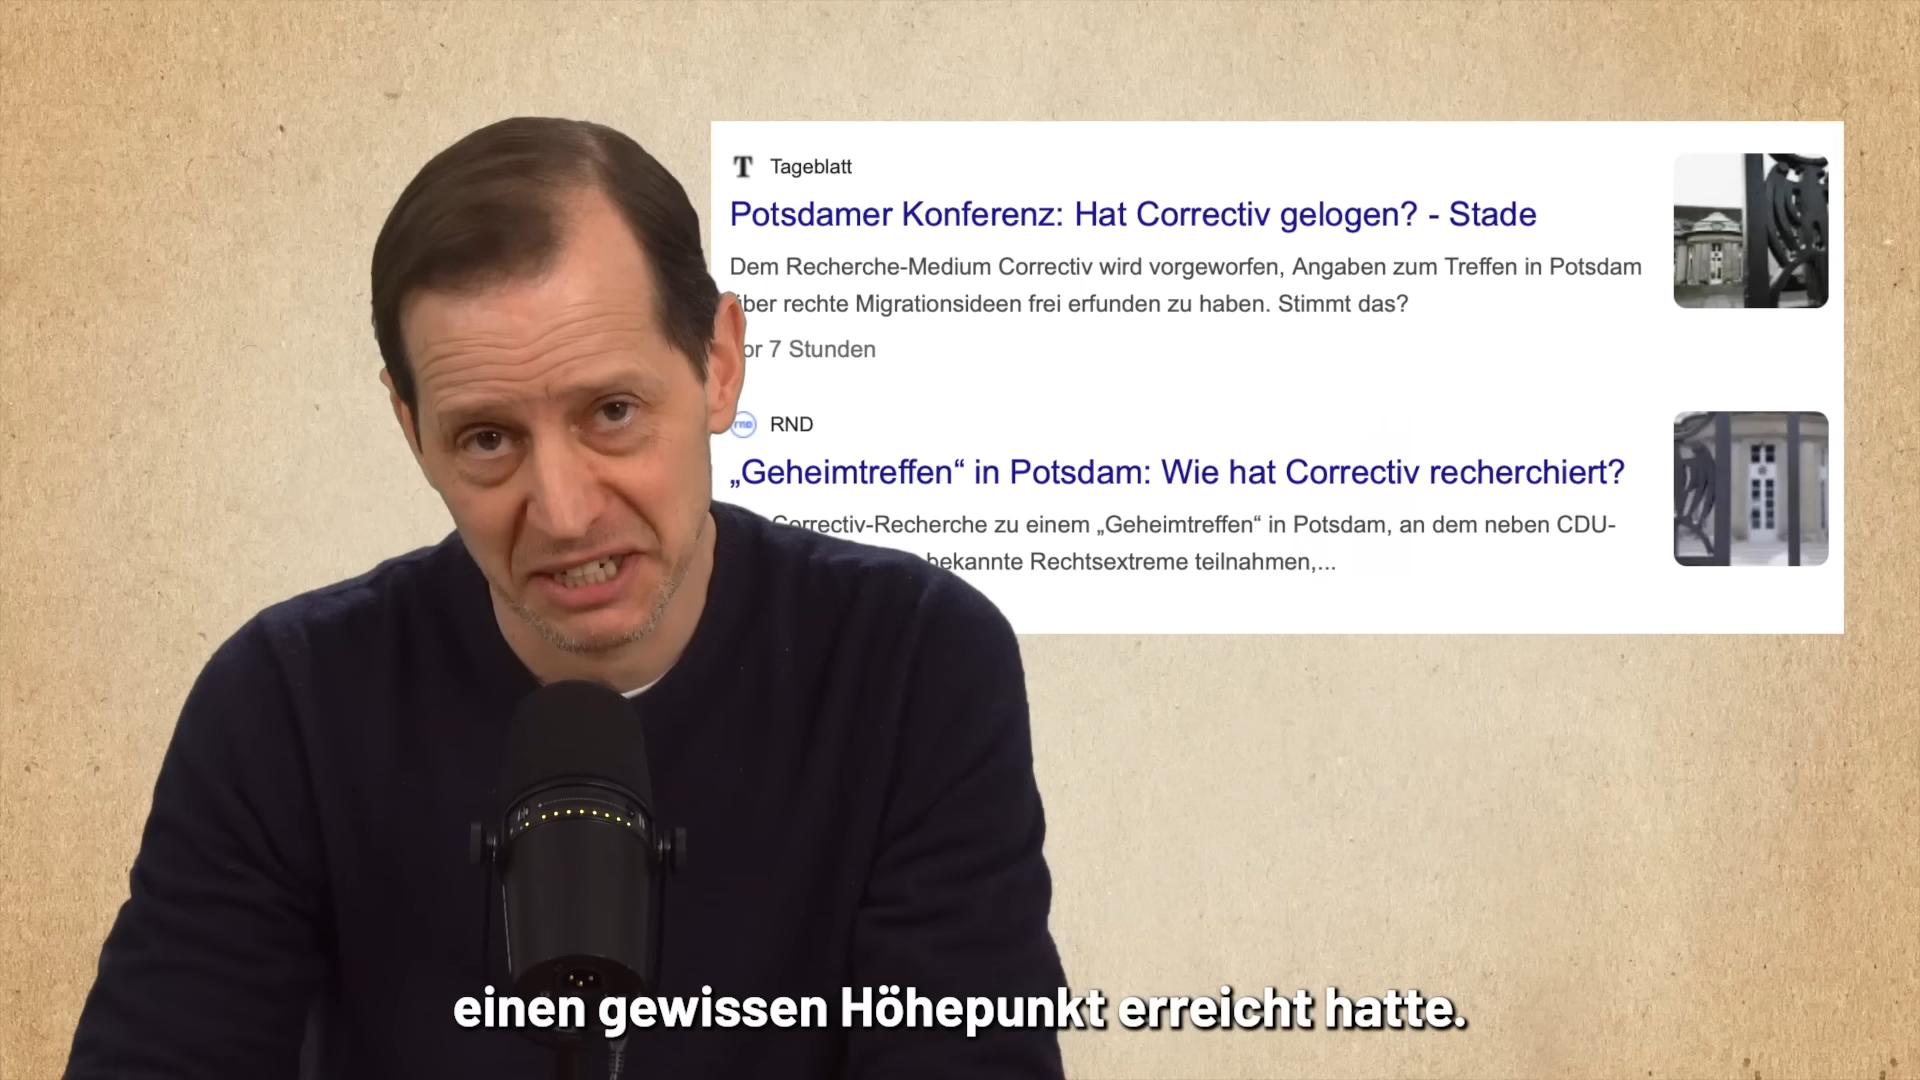 T Tageblatt
Potsdamer Konferenz: Hat Correctiv gelogen? - Stade
Dem Recherche-Medium Correctiv wird vorgeworfen, Angaben zum Treffen in Potsdam
ber rechte Migrationsideen frei erfunden zu haben. Stimmt das?
or 7 Stunden
rnd RND
„Geheimtreffen“ in Potsdam: Wie hat Correctiv recherchiert?
Correctiv-Recherche zu einem „Geheimtreffen“ in Potsdam, an dem neben CDU-
bekannte Rechtsextreme teilnahmen,...
einen gewissen Höhepunkt erreicht hatte.